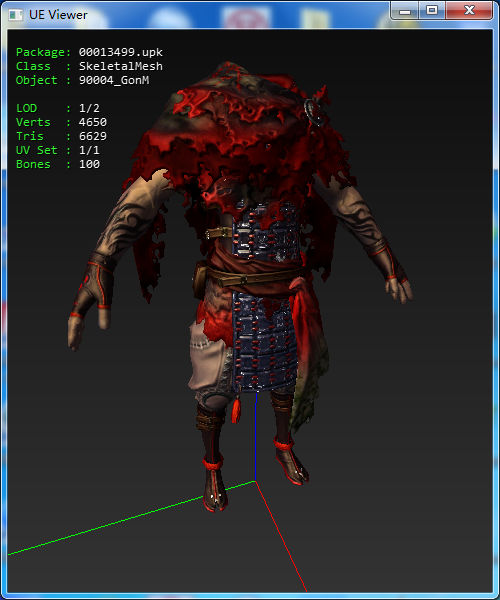 UE Viewer
Package: 00013499.upk
Class : SkeletalMesh
Object : 90004_GonM
LOD : 1/2
Verts : 4650
Tris : 6629
UV Set : 1/1
Bones : 100